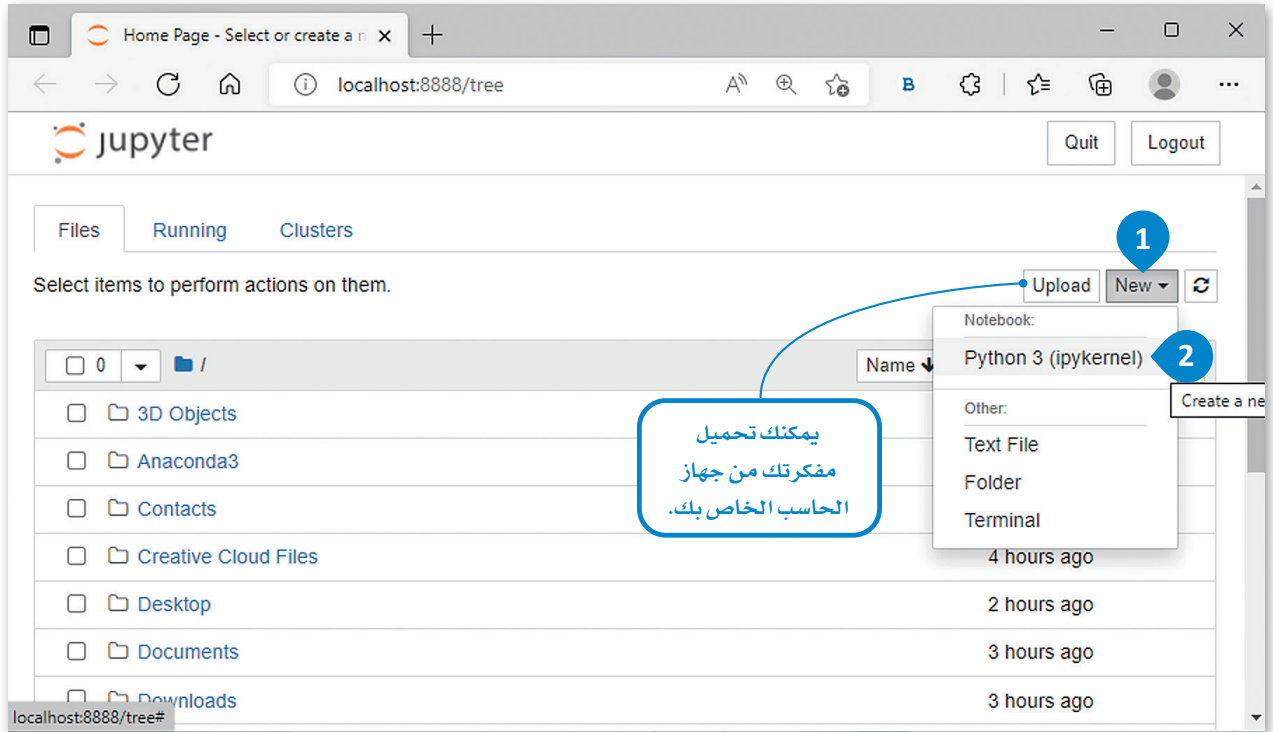 Home Page - Select or create a n
localhost:8888/tree
B
jupyter
Quit
Logout
Files
Running
Clusters
1
Select items to perform actions on them.
Upload
New
Notebook:
Python 3 (ipykernel)
2
Create a ne
Other:
Text File
Folder
Terminal
0
/
Name
3D Objects
يمكنك تحميل
مفكرتك من جهاز
الحاسب الخاص بك.
Anaconda3
Contacts
Creative Cloud Files
4 hours ago
Desktop
2 hours ago
Documents
3 hours ago
Downloads
3 hours ago
localhost:8888/tree#